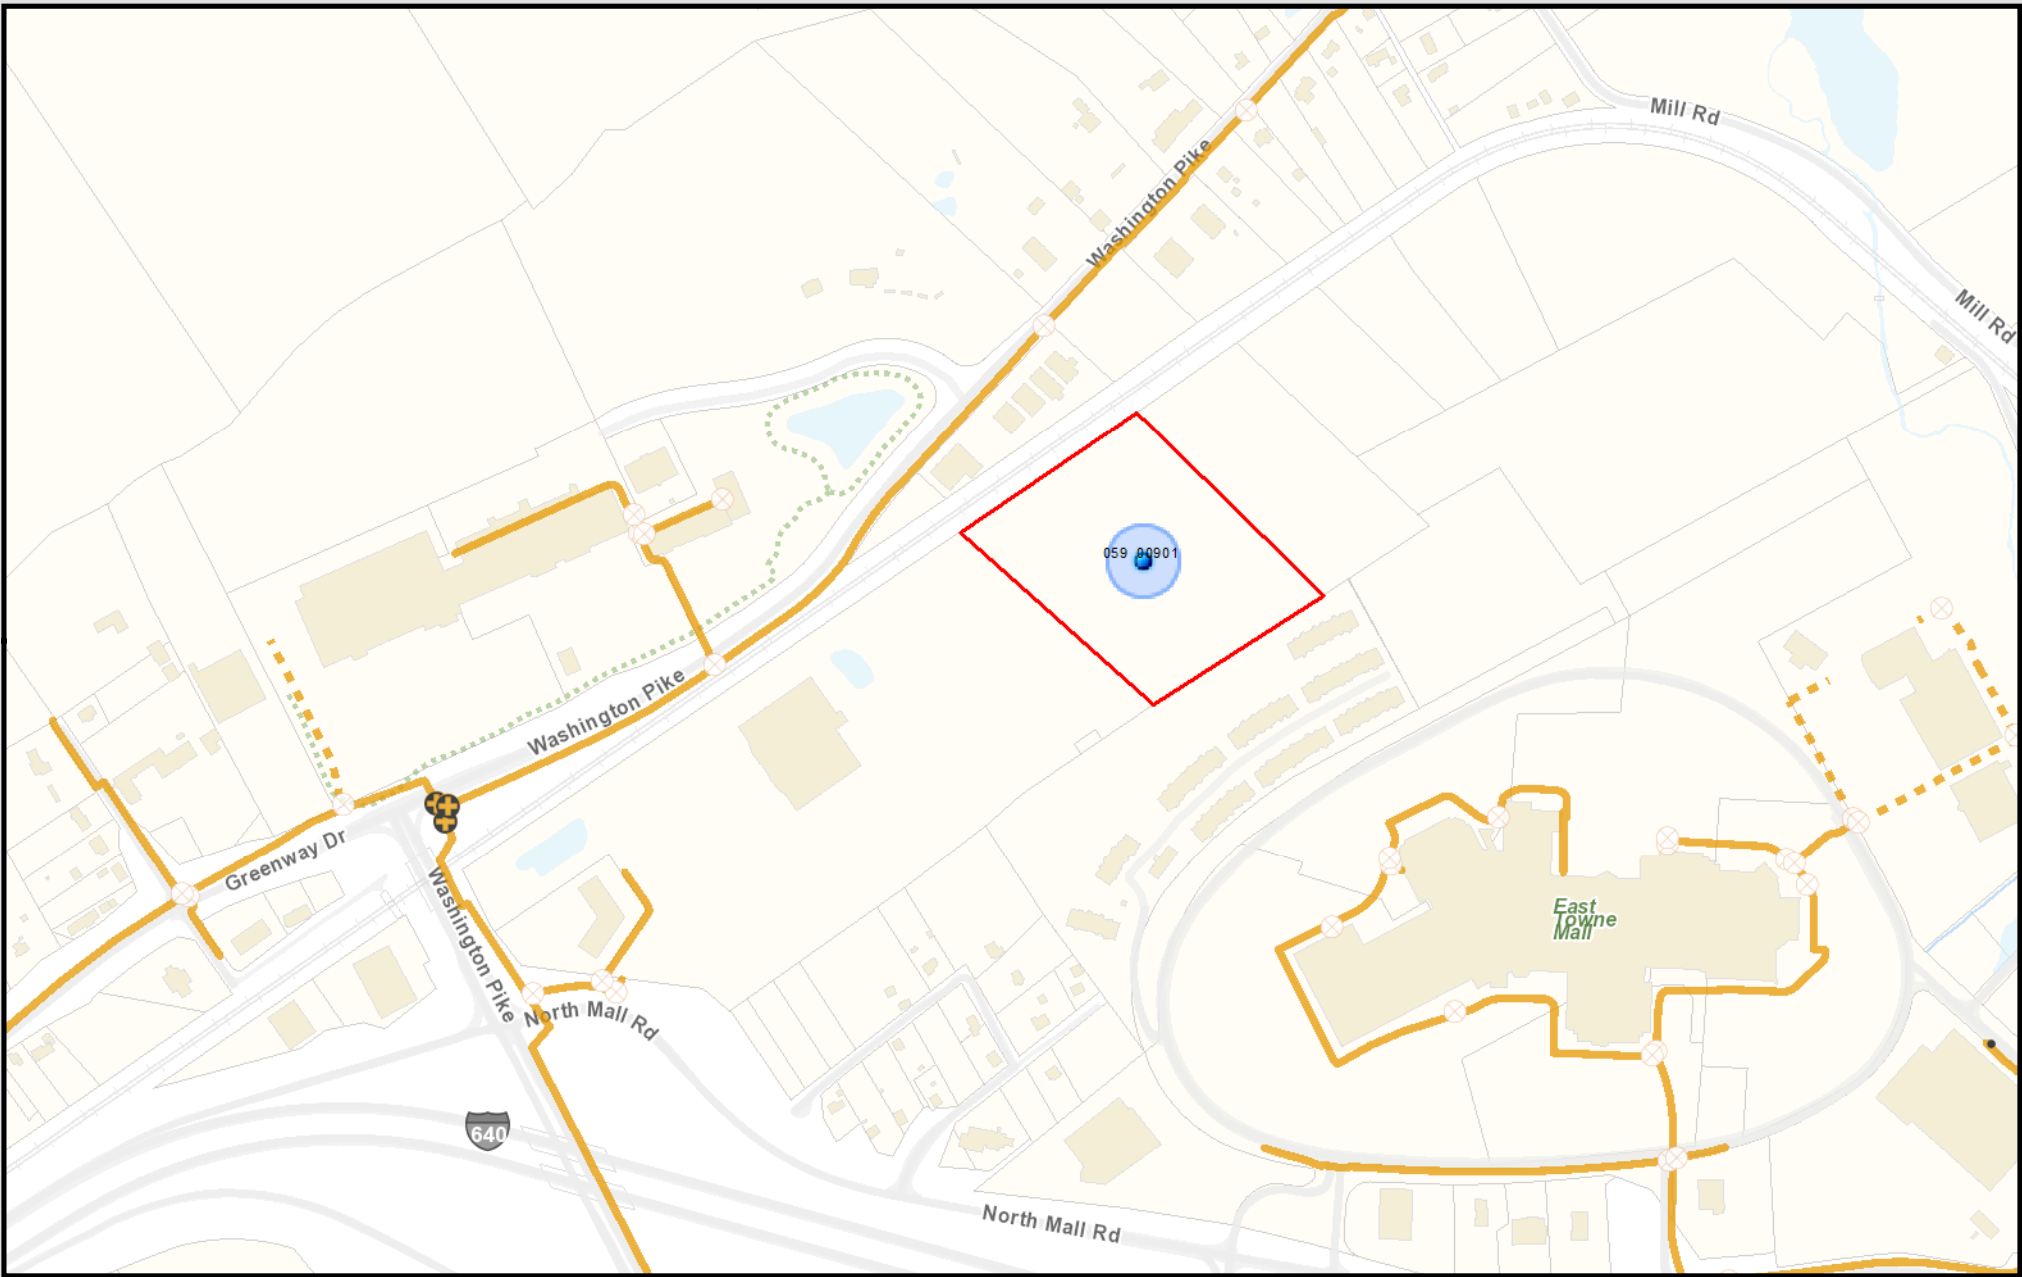 Mill Rd
Washington Pike
Mill Rd
059 00901
Washington Pike
Greenway Dr
Washington Pike
East
Towne
Mall
North Mall Rd
640
North Mall Rd